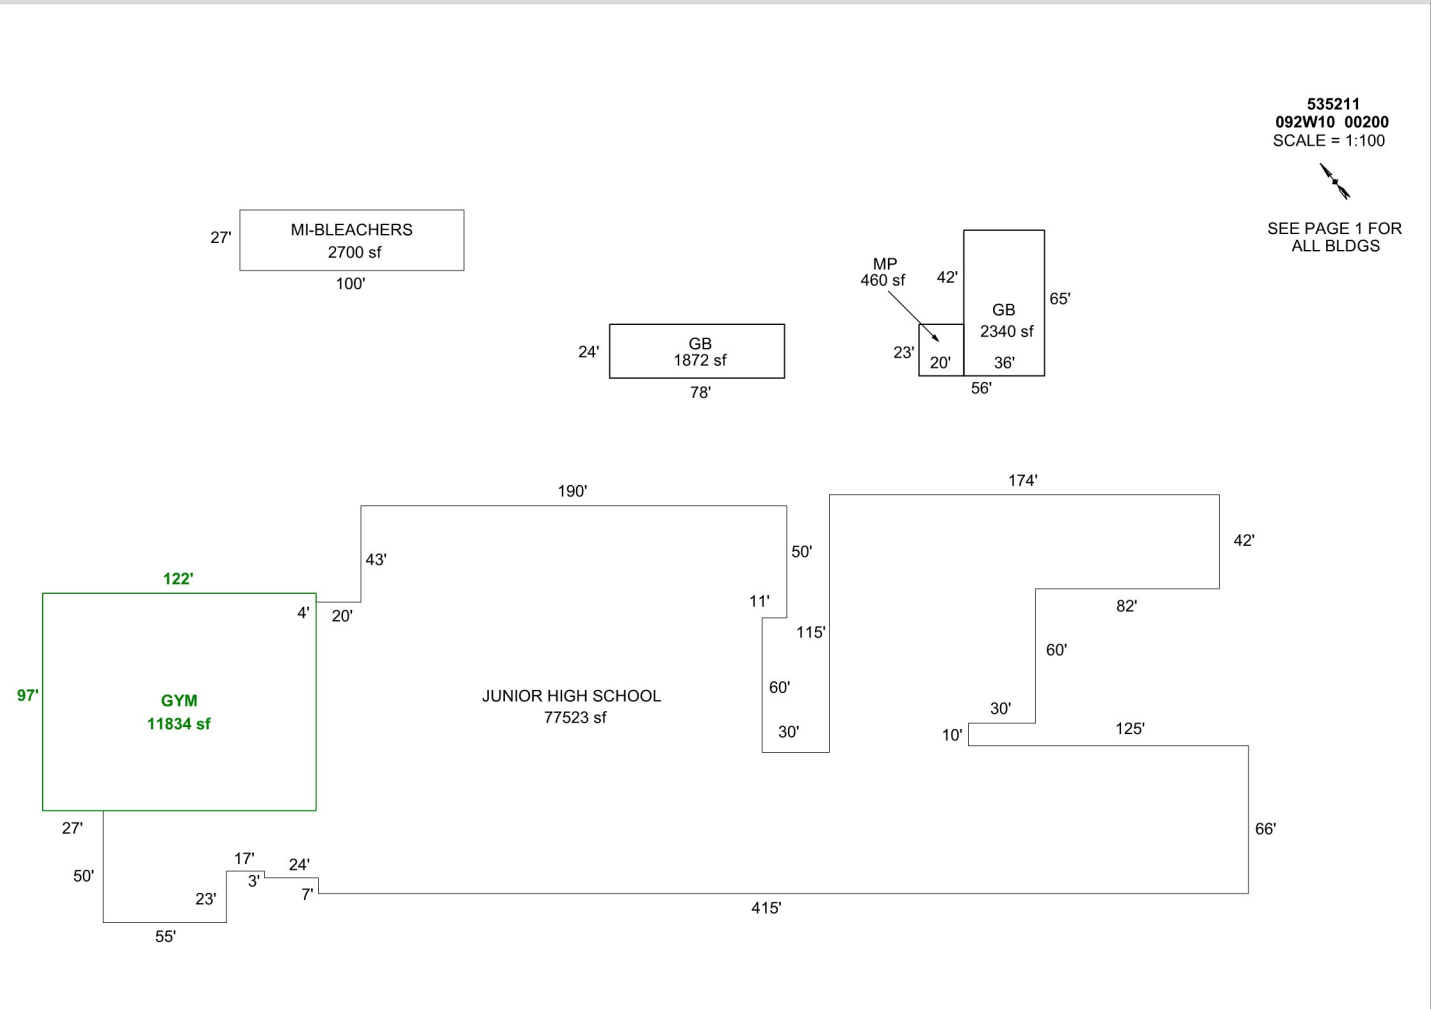 535211
092W10 00200
SCALE = 1:100
SEE PAGE 1 FOR
ALL BLDGS
27'
MI-BLEACHERS
2700 sf
100'
MP
460 sf
42'
65'
GB
2340 sf
23'
20'
36'
56'
24'
GB
1872 sf
78'
190'
174'
43'
50'
42'
122'
4'
20'
11'
115'
82'
60'
97'
GYM
11834 sf
JUNIOR HIGH SCHOOL
77523 sf
60'
30'
30'
10'
125'
27'
50'
17'
3'
24'
23'
7'
66'
55'
415'